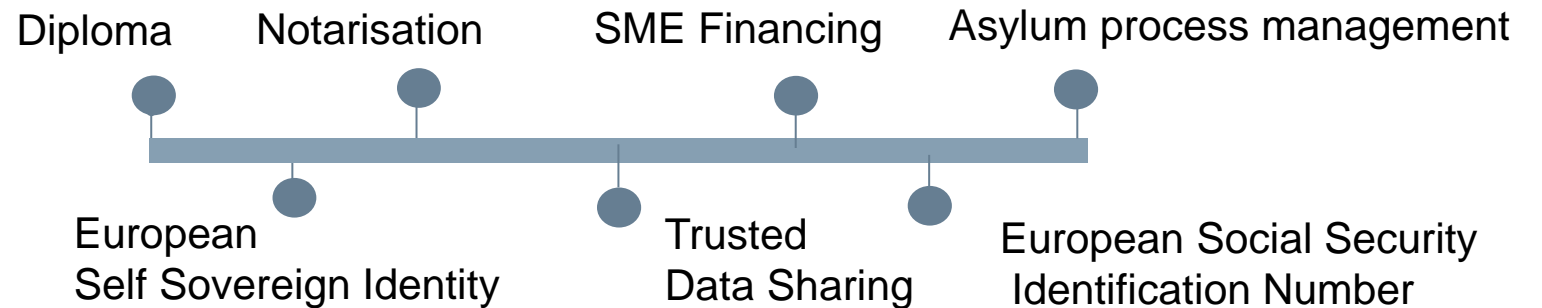 Diploma
Notarisation
SME Financing
Asylum process management
European
Self Sovereign Identity
Trusted
Data Sharing
European Social Security
Identification Number